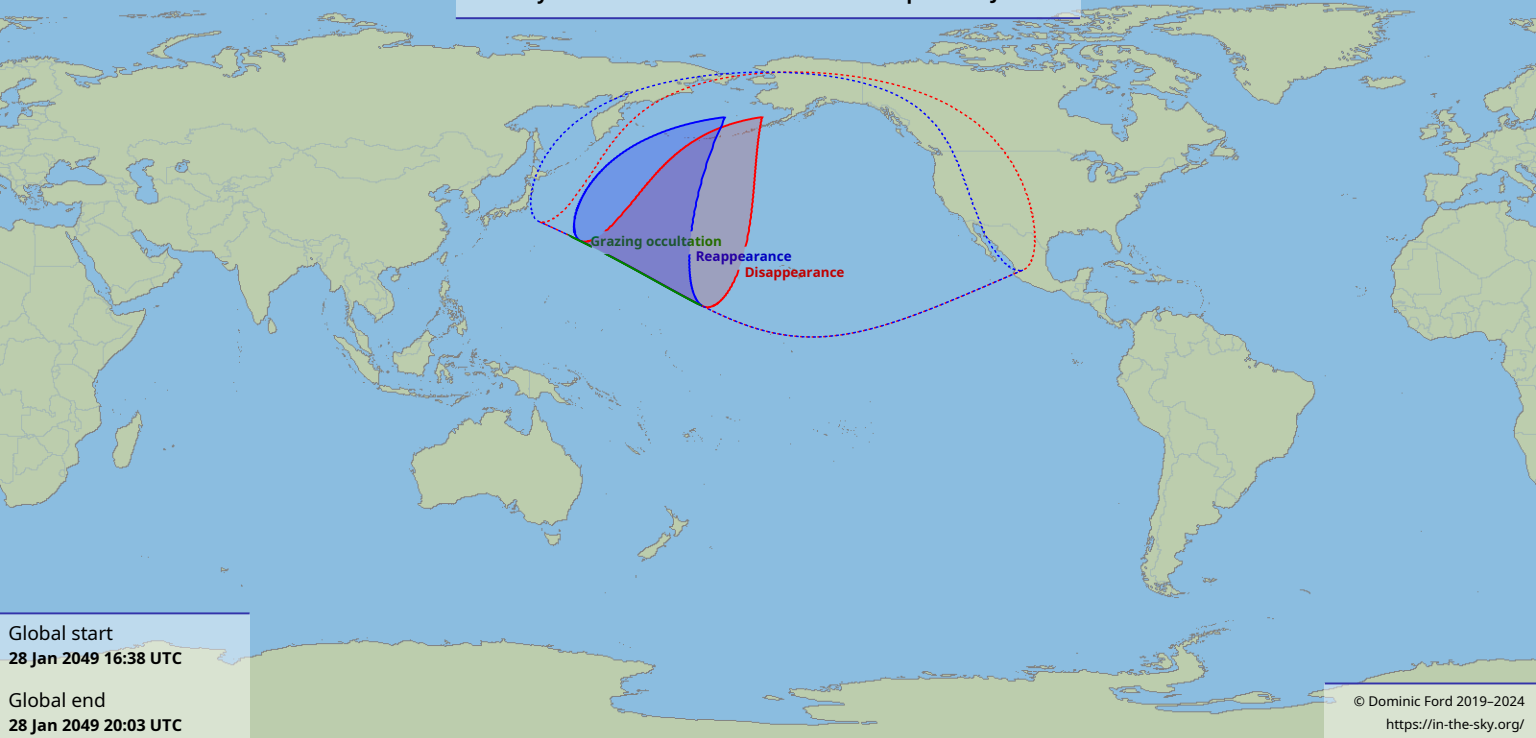 Grazing occultation
Reappearance
Disappearance
Global start
28 Jan 2049 16:38 UTC
Global end
28 Jan 2049 20:03 UTC
© Dominic Ford 2019–2024
https://in-the-sky.org/